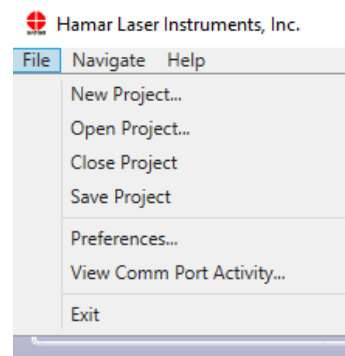 Hamar Laser Instruments, Inc.
File Navigate Help
New Project...
Open Project...
Close Project
Save Project
Preferences...
View Comm Port Activity...
Exit